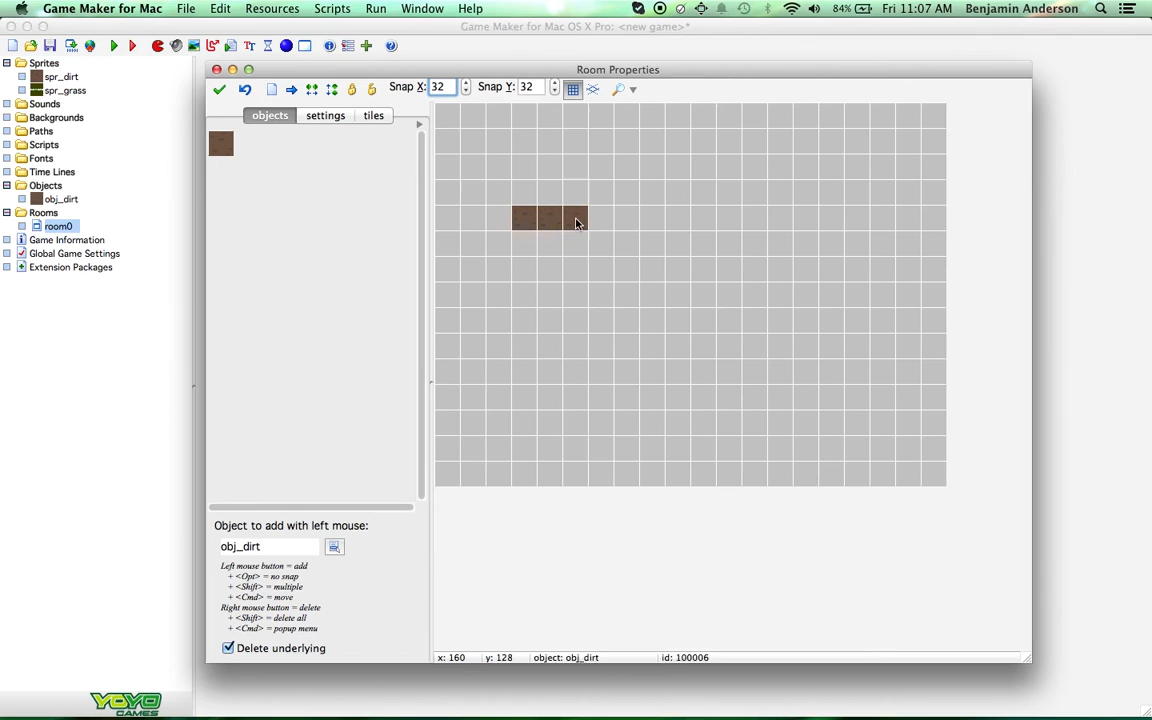 Game Maker for Mac File Edit Resources Scripts Run Window Help 84% Fri 11:07 AM Benjamin Anderson
Game Maker for Mac OS X Pro: <new game>*
Room Properties
Snap X: 32 Snap Y: 32
Sprites
spr_dirt
spr_grass
Sounds
Backgrounds
Paths
Scripts
Fonts
Time Lines
Objects
obj_dirt
Rooms
room0
Game Information
Global Game Settings
Extension Packages
objects settings tiles
Object to add with left mouse:
obj_dirt
Left mouse button = add
+ <Opt> = no snap
+ <Shift> = multiple
+ <Cmd> = move
Right mouse button = delete
+ <Shift> = delete all
+ <Cmd> = popup menu
Delete underlying
x: 160 y: 128 object: obj_dirt id: 100006
YOYO
GAMES